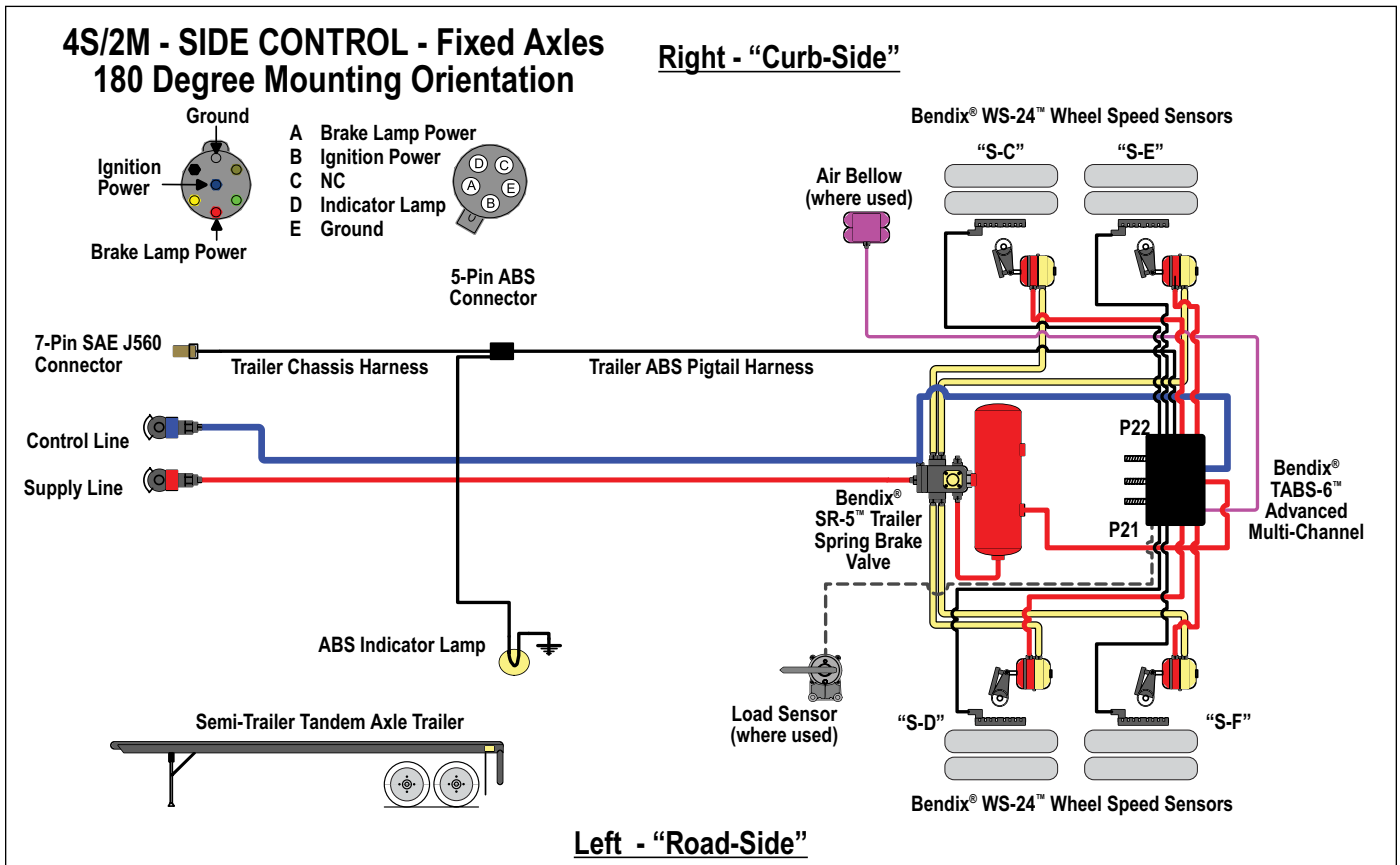 4S/2M - SIDE CONTROL - Fixed Axles
180 Degree Mounting Orientation
Right - “Curb-Side”
Ground
Ignition
Power
Brake Lamp Power
A Brake Lamp Power
B Ignition Power
C NC
D Indicator Lamp
E Ground
D
C
A
E
B
5-Pin ABS
Connector
Bendix® WS-24™ Wheel Speed Sensors
“S-C”
“S-E”
Air Bellow
(where used)
7-Pin SAE J560
Connector
Trailer Chassis Harness
Trailer ABS Pigtail Harness
Control Line
Supply Line
P22
P21
Bendix®
SR-5™ Trailer
Spring Brake
Valve
Bendix®
TABS-6™
Advanced
Multi-Channel
ABS Indicator Lamp
Load Sensor
(where used)
“S-D”
“S-F”
Semi-Trailer Tandem Axle Trailer
Bendix® WS-24™ Wheel Speed Sensors
Left - “Road-Side”